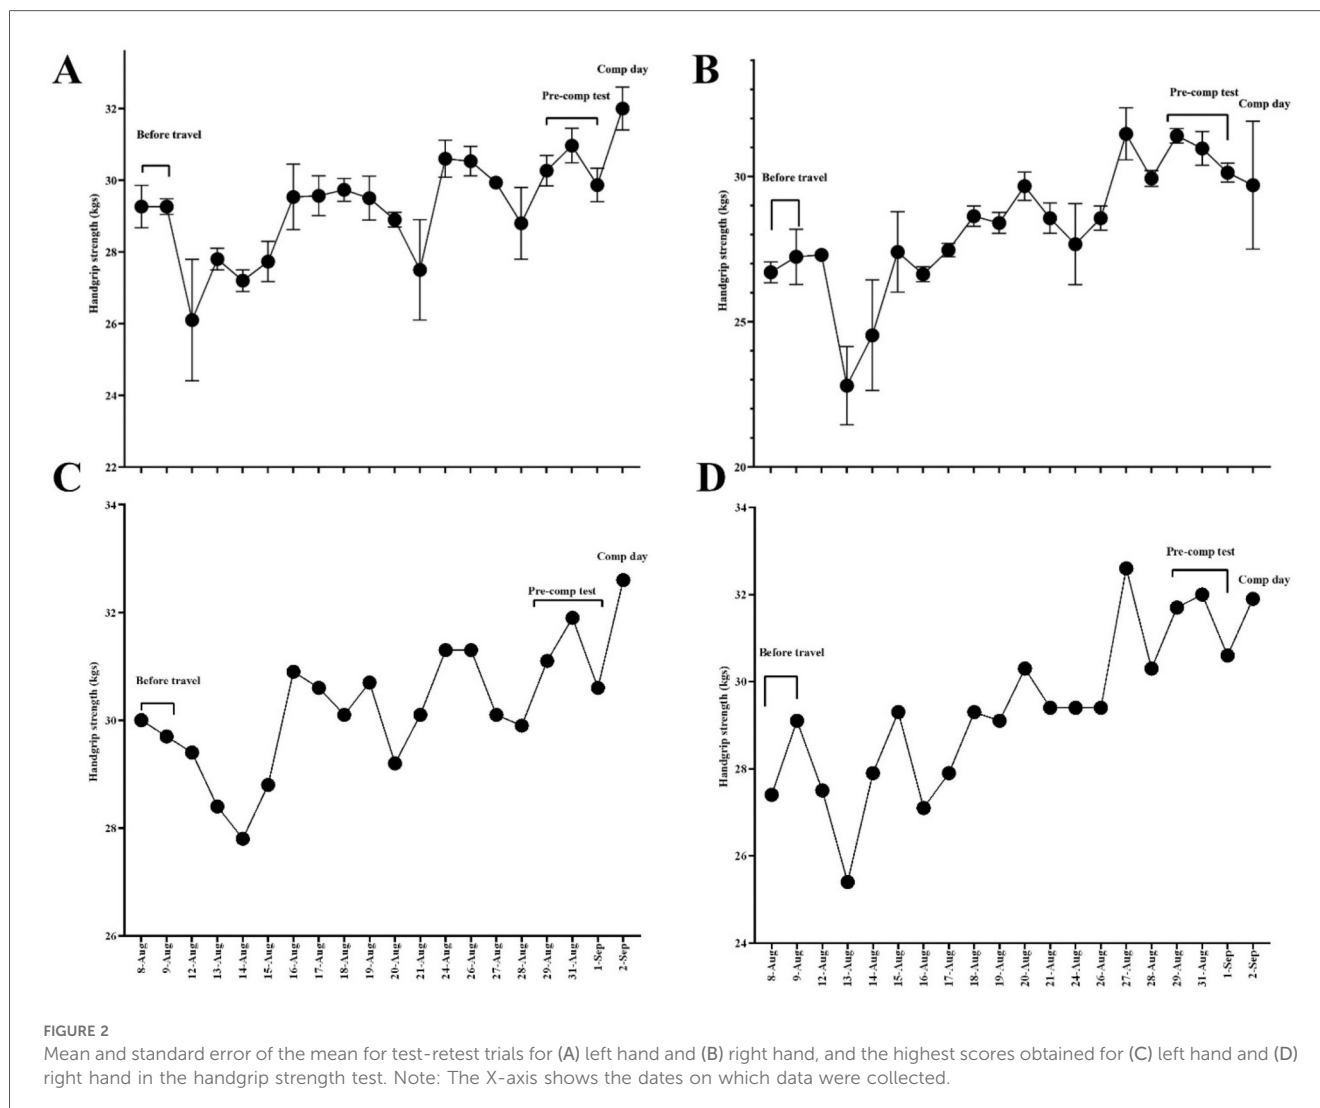 A
Comp day
Pre-comp test
Before travel
Handgrip strength (kgs)
32
30
28
26
24
22
B
Pre-comp test
Comp day
Before travel
Handgrip strength (kgs)
30
25
20
C
Comp day
Pre-comp test
Before travel
Handgrip strength (kgs)
34
32
30
28
26
8-Aug
9-Aug
12-Aug
13-Aug
14-Aug
15-Aug
16-Aug
17-Aug
18-Aug
19-Aug
20-Aug
21-Aug
24-Aug
26-Aug
27-Aug
28-Aug
29-Aug
31-Aug
1-Sep
2-Sep
D
Pre-comp test
Comp day
Before travel
Handgrip strength (kgs)
34
32
30
28
26
24
8-Aug
9-Aug
12-Aug
13-Aug
14-Aug
15-Aug
16-Aug
17-Aug
18-Aug
19-Aug
20-Aug
21-Aug
24-Aug
26-Aug
27-Aug
28-Aug
29-Aug
31-Aug
1-Sep
2-Sep
FIGURE 2
Mean and standard error of the mean for test-retest trials for (A) left hand and (B) right hand, and the highest scores obtained for (C) left hand and (D)
right hand in the handgrip strength test. Note: The X-axis shows the dates on which data were collected.